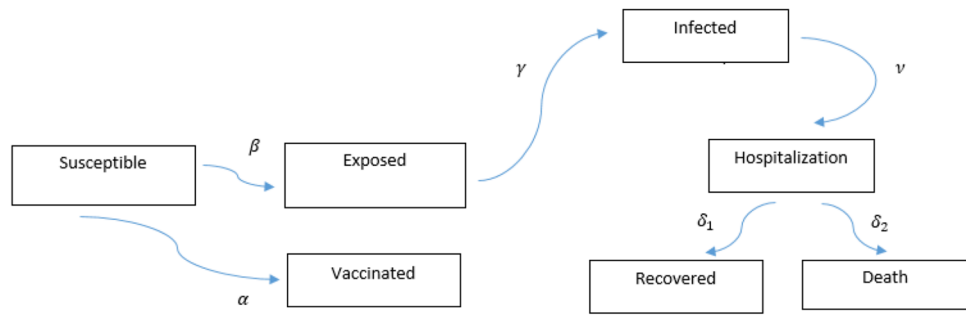 Infected
γ
ν
β
Susceptible
Exposed
Hospitalization
δ₁
δ₂
Vaccinated
Recovered
Death
α